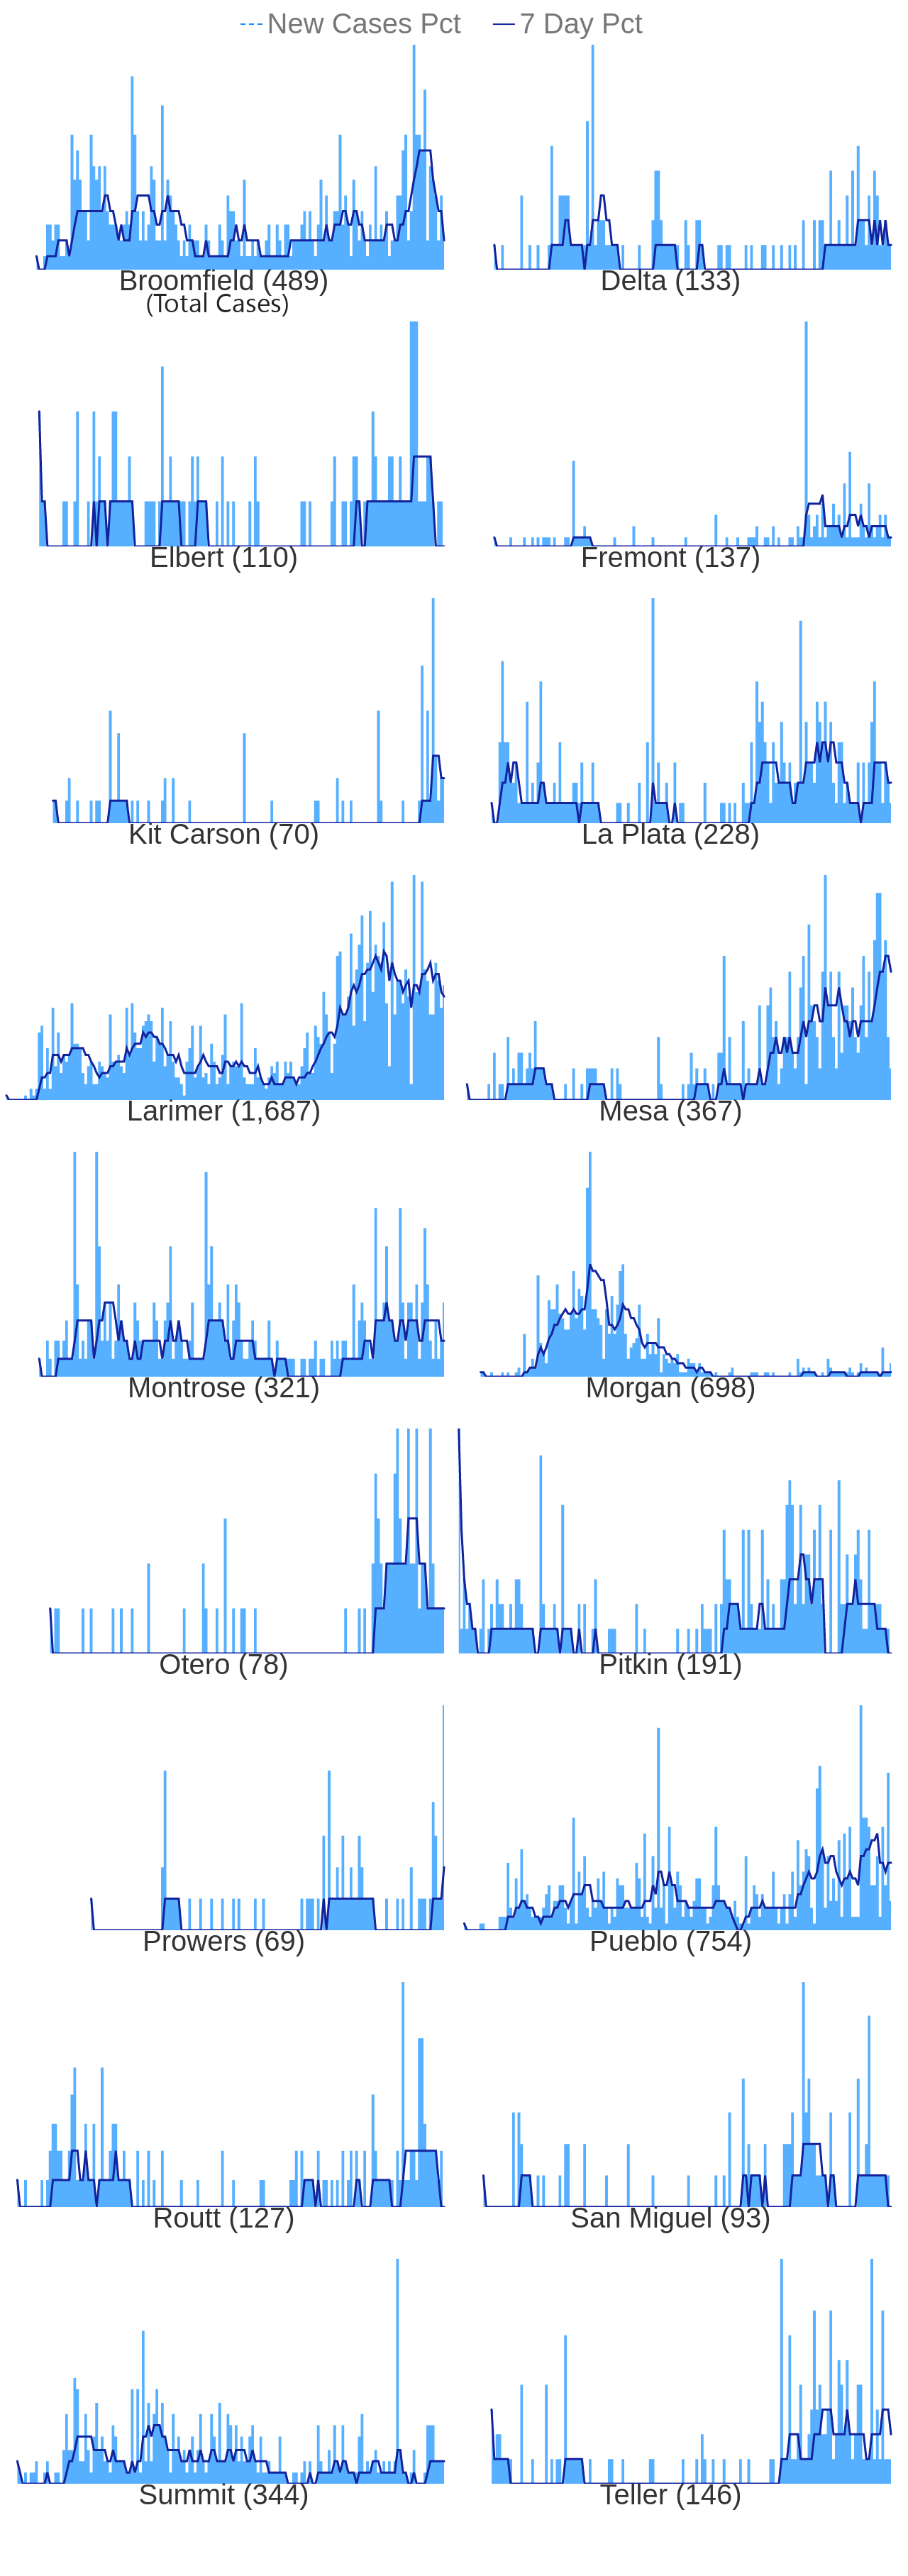 New Cases Pct 7 Day Pct
Broomfield (489) Delta (133)
(Total Cases)
Elbert (110) Fremont (137)
Kit Carson (70) La Plata (228)
Larimer (1,687) Mesa (367)
Montrose (321) Morgan (698)
Otero (78) Pitkin (191)
Prowers (69) Pueblo (754)
Routt (127) San Miguel (93)
Summit (344) Teller (146)